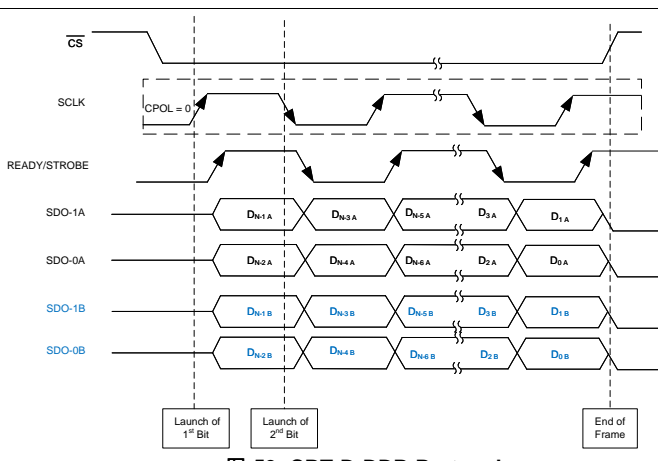 CS
SCLK
CPOL = 0
READY/STROBE
SDO-1A
DN-1 A DN-3 A DN-5 A D3 A D1 A
SDO-0A
DN-2 A DN-4 A DN-6 A D2 A D0 A
SDO-1B
DN-1 B DN-3 B DN-5 B D3 B D1 B
SDO-0B
DN-2 B DN-4 B DN-6 B D2 B D0 B
Launch of
1st Bit
Launch of
2nd Bit
End of
Frame